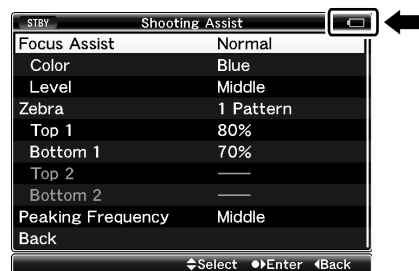 STBY Shooting Assist
Focus Assist Normal
Color Blue
Level Middle
Zebra 1 Pattern
Top 1 80%
Bottom 1 70%
Top 2 ——
Bottom 2 ——
Peaking Frequency Middle
Back
Select Enter Back